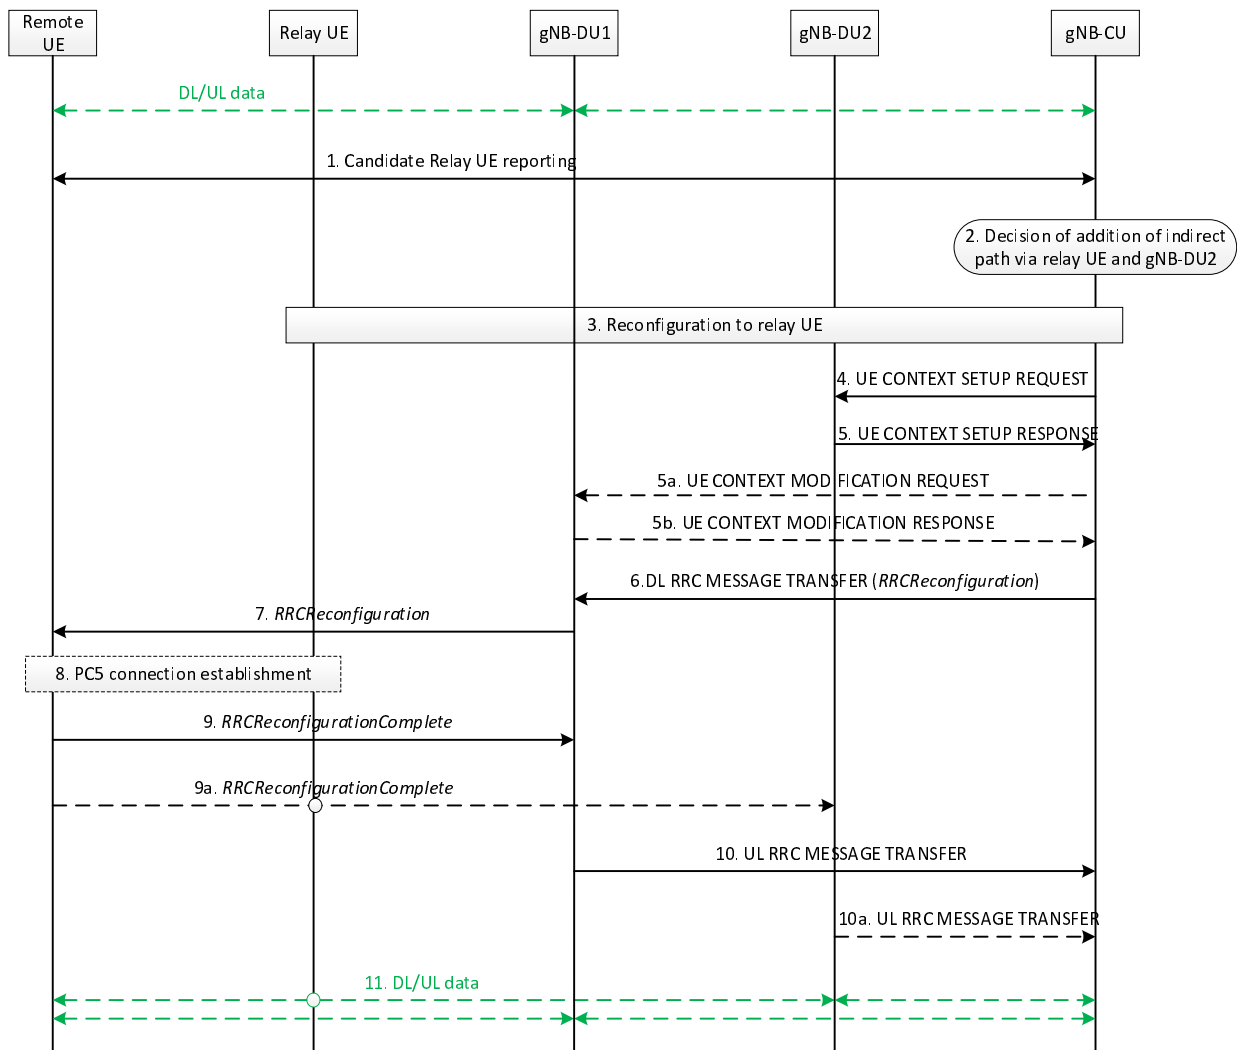 Remote
UE
Relay UE
gNB-DU1
gNB-DU2
gNB-CU
DL/UL data
1. Candidate Relay UE reporting
2. Decision of addition of indirect
path via relay UE and gNB-DU2
3. Reconfiguration to relay UE
4. UE CONTEXT SETUP REQUEST
5. UE CONTEXT SETUP RESPONSE
5a. UE CONTEXT MODIFICATION REQUEST
5b. UE CONTEXT MODIFICATION RESPONSE
6.DL RRC MESSAGE TRANSFER (RRCReconfiguration)
7. RRCReconfiguration
8. PC5 connection establishment
9. RRCReconfigurationComplete
9a. RRCReconfigurationComplete
10. UL RRC MESSAGE TRANSFER
10a. UL RRC MESSAGE TRANSFER
11. DL/UL data